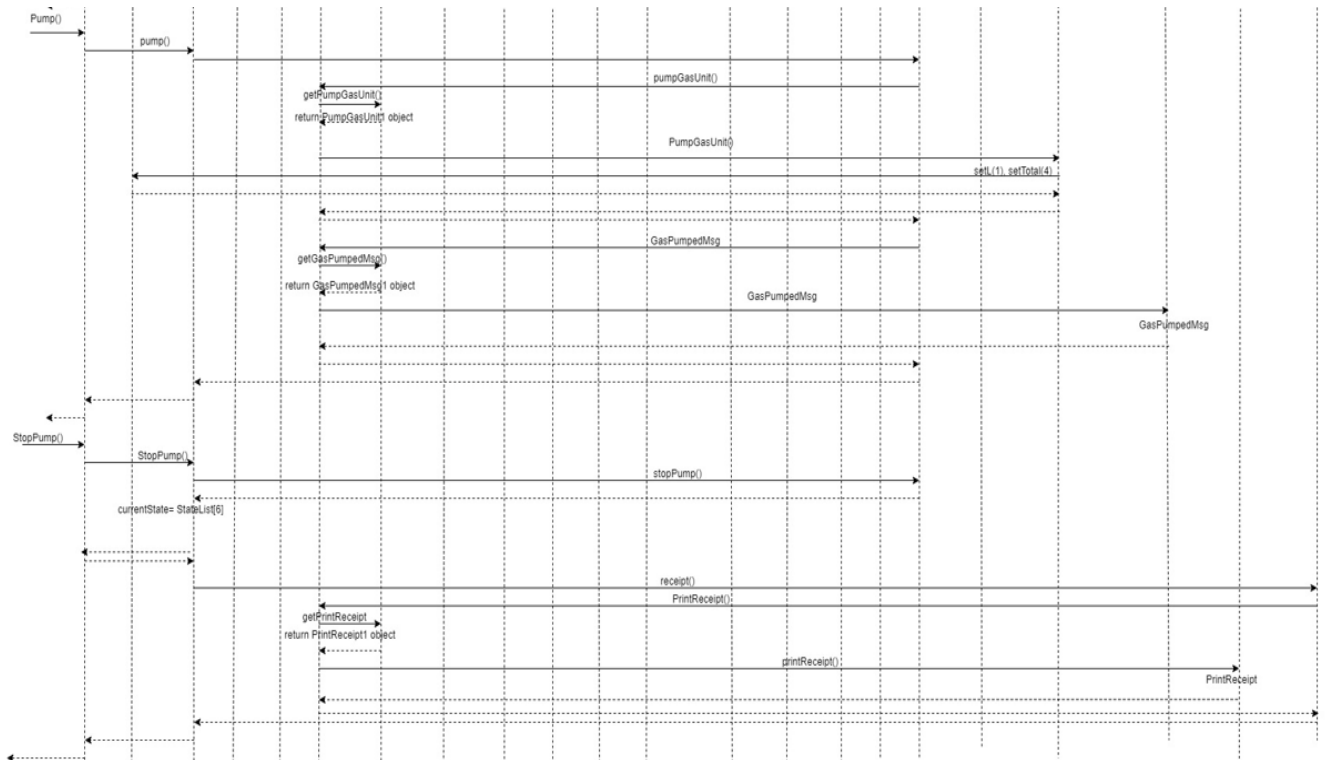 Pump()
pump()
pumpGasUnit()
getPumpGasUnit()
return PumpGasUnit1 object
PumpGasUnit()
setL(1), setTotal(4)
GasPumpedMsg
getGasPumpedMsg()
return GasPumpedMsg1 object
GasPumpedMsg
GasPumpedMsg
StopPump()
StopPump()
stopPump()
currentState= StateList[6]
receipt()
PrintReceipt()
getPrintReceipt
return PrintReceipt1 object
printReceipt()
PrintReceipt